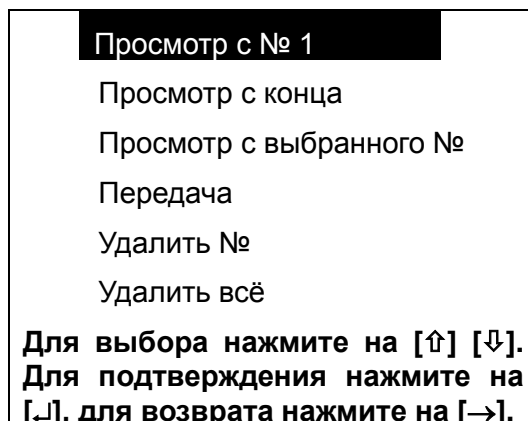 Просмотр с № 1
Просмотр с конца
Просмотр с выбранного №
Передача
Удалить №
Удалить всё
Для выбора нажмите на [⇧] [⇩].
Для подтверждения нажмите на
[↵], для возврата нажмите на [→].